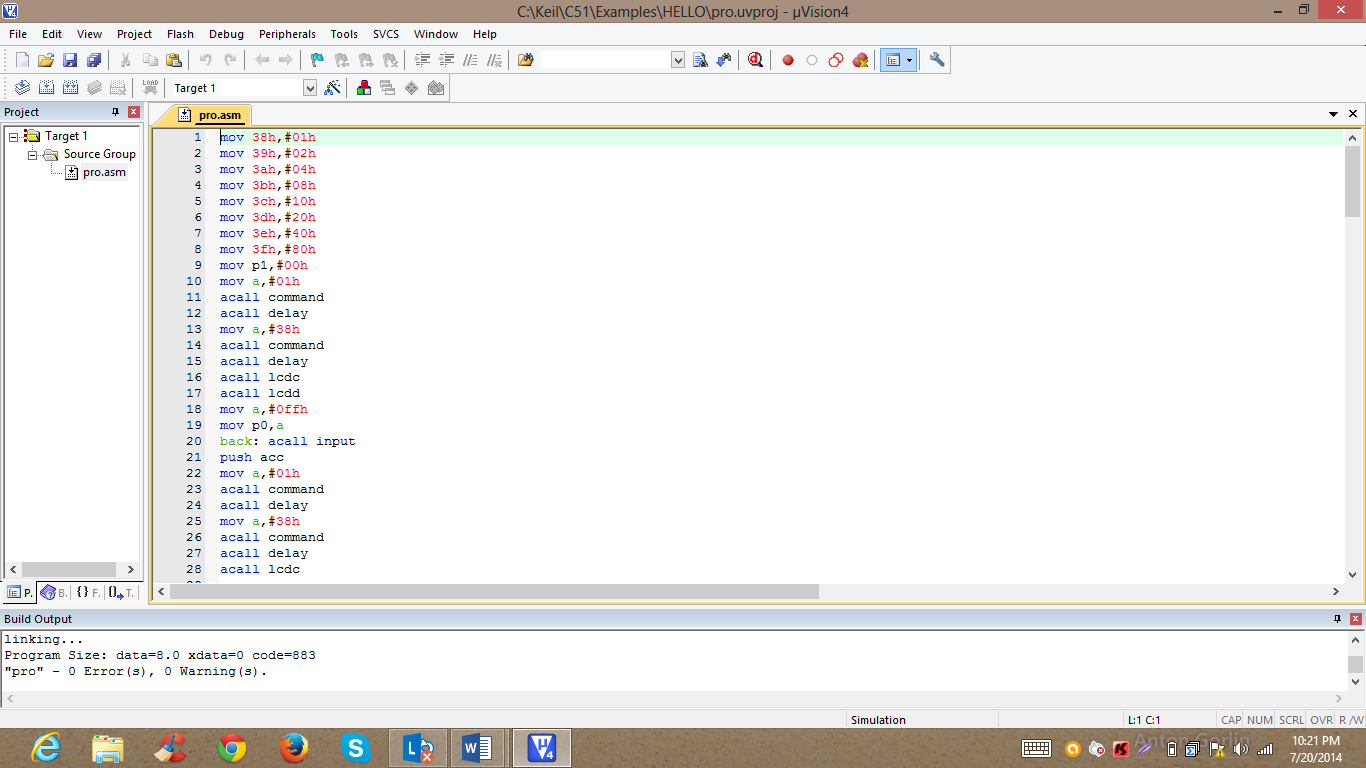 C:\Keil\C51\Examples\HELLO\pro.uvproj - µVision4
File Edit View Project Flash Debug Peripherals Tools SVCS Window Help
LOAD Target 1
Project
pro.asm
Target 1
Source Group
pro.asm
1 mov 38h,#01h
2 mov 39h,#02h
3 mov 3ah,#04h
4 mov 3bh,#08h
5 mov 3ch,#10h
6 mov 3dh,#20h
7 mov 3eh,#40h
8 mov 3fh,#80h
9 mov p1,#00h
10 mov a,#01h
11 acall command
12 acall delay
13 mov a,#38h
14 acall command
15 acall delay
16 acall lcdc
17 acall lcdd
18 mov a,#0ffh
19 mov p0,a
20 back: acall input
21 push acc
22 mov a,#01h
23 acall command
24 acall delay
25 mov a,#38h
26 acall command
27 acall delay
28 acall lcdc
P. B. {} F. 0 T.
Build Output
linking...
Program Size: data=8.0 xdata=0 code=883
"pro" - 0 Error(s), 0 Warning(s).
Simulation L:1 C:1 CAP NUM SCRL OVR R/W
Anton Gorlin
10:21 PM
7/20/2014